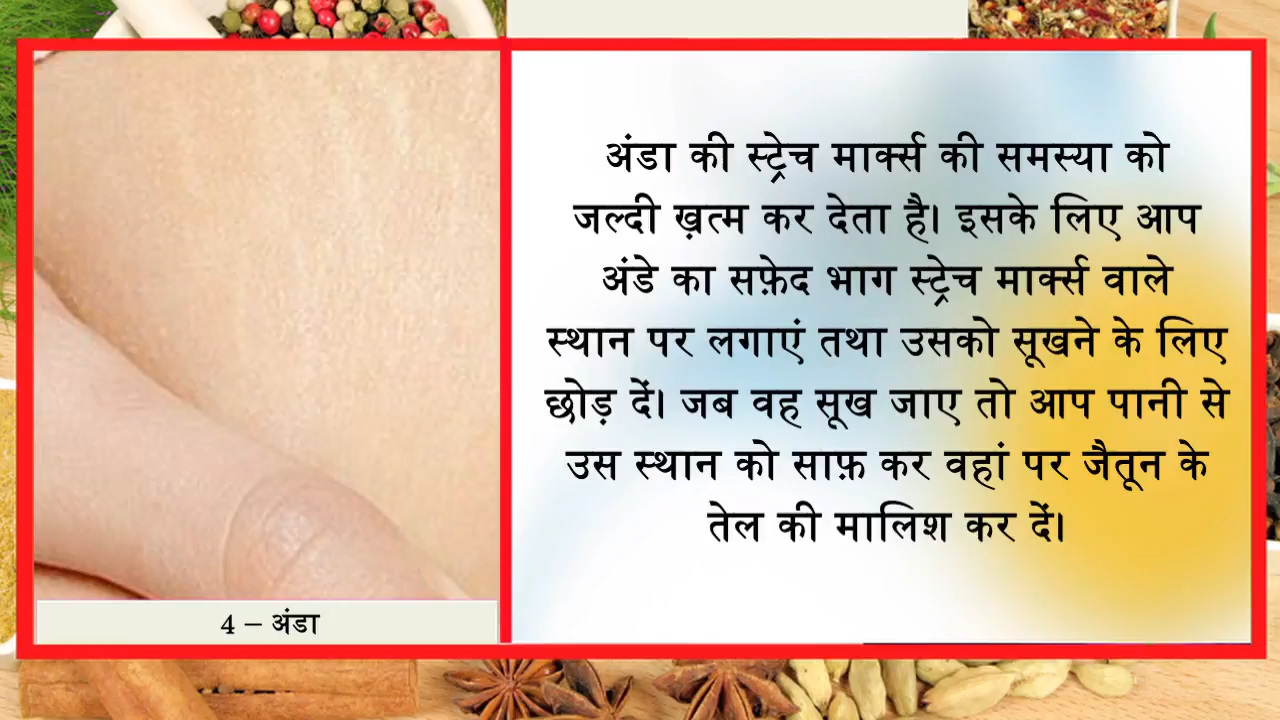 अंडा की स्ट्रेच मार्क्स की समस्या को
जल्दी ख़त्म कर देता है। इसके लिए आप
अंडे का सफ़ेद भाग स्ट्रेच मार्क्स वाले
स्थान पर लगाएं तथा उसको सूखने के लिए
छोड़ दें। जब वह सूख जाए तो आप पानी से
उस स्थान को साफ़ कर वहां पर जैतून के
तेल की मालिश कर दें।
4 – अंडा